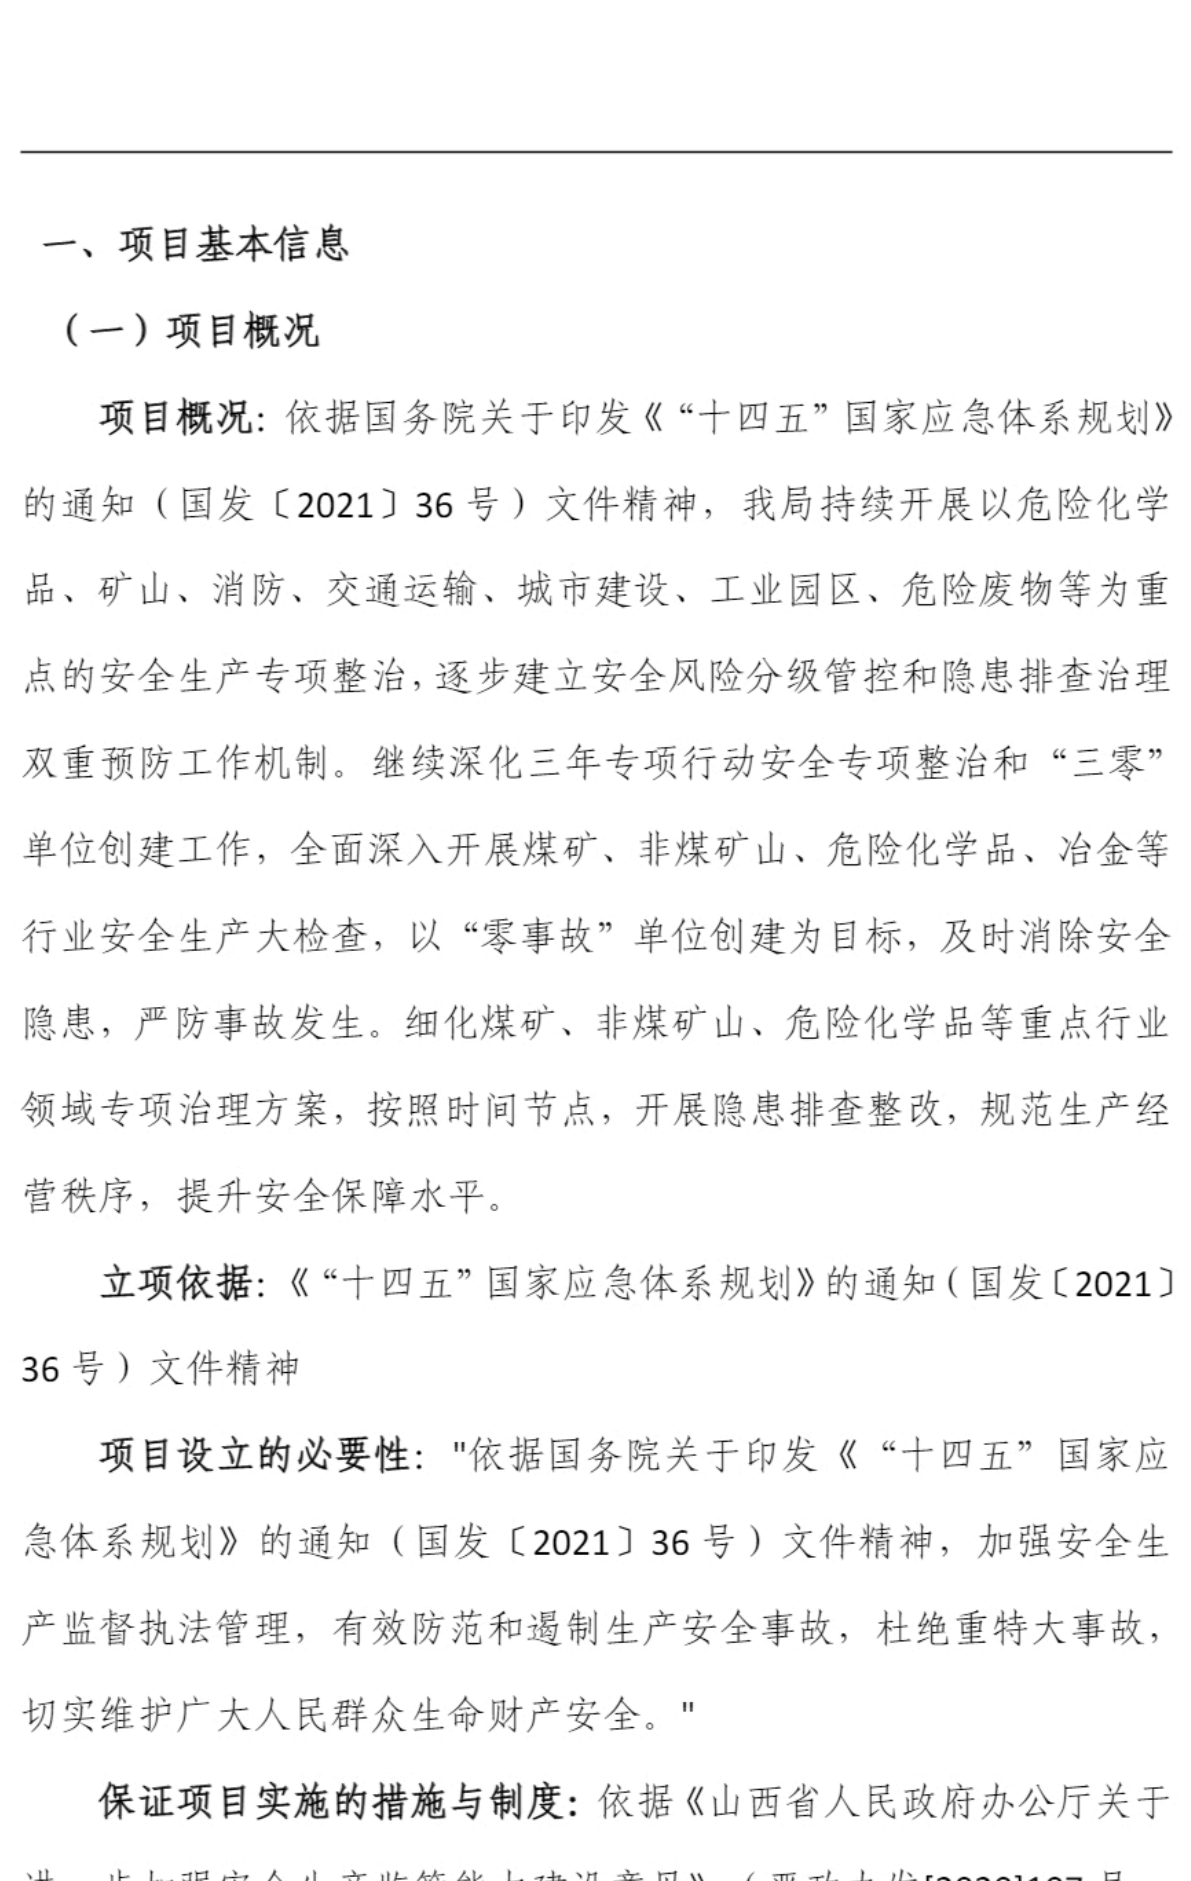 一、项目基本信息
（一）项目概况
项目概况：依据国务院关于印发《“十四五”国家应急体系规划》
的通知（国发〔2021〕36 号）文件精神，我局持续开展以危险化学
品、矿山、消防、交通运输、城市建设、工业园区、危险废物等为重
点的安全生产专项整治,逐步建立安全风险分级管控和隐患排查治理
双重预防工作机制。继续深化三年专项行动安全专项整治和“三零”
单位创建工作，全面深入开展煤矿、非煤矿山、危险化学品、冶金等
行业安全生产大检查，以“零事故”单位创建为目标，及时消除安全
隐患，严防事故发生。细化煤矿、非煤矿山、危险化学品等重点行业
领域专项治理方案，按照时间节点，开展隐患排查整改，规范生产经
营秩序，提升安全保障水平。
立项依据：《“十四五”国家应急体系规划》的通知（国发〔2021〕
36 号）文件精神
项目设立的必要性："依据国务院关于印发《“十四五”国家应
急体系规划》的通知（国发〔2021〕36 号）文件精神，加强安全生
产监督执法管理，有效防范和遏制生产安全事故，杜绝重特大事故，
切实维护广大人民群众生命财产安全。"
保证项目实施的措施与制度：依据《山西省人民政府办公厅关于